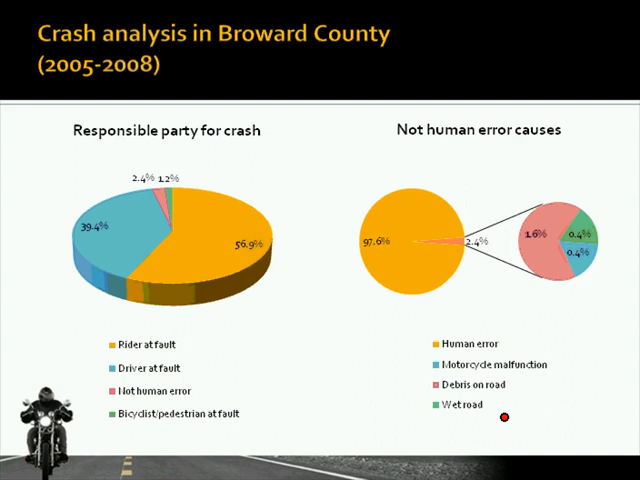 Crash analysis in Broward County
(2005-2008)
Responsible party for crash
2.4% 1.2%
39.4%
56.9%
Rider at fault
Driver at fault
Not human error
Bicyclist/pedestrian at fault
Not human error causes
97.6%
2.4%
1.6%
0.4%
0.4%
Human error
Motorcycle malfunction
Debris on road
Wet road